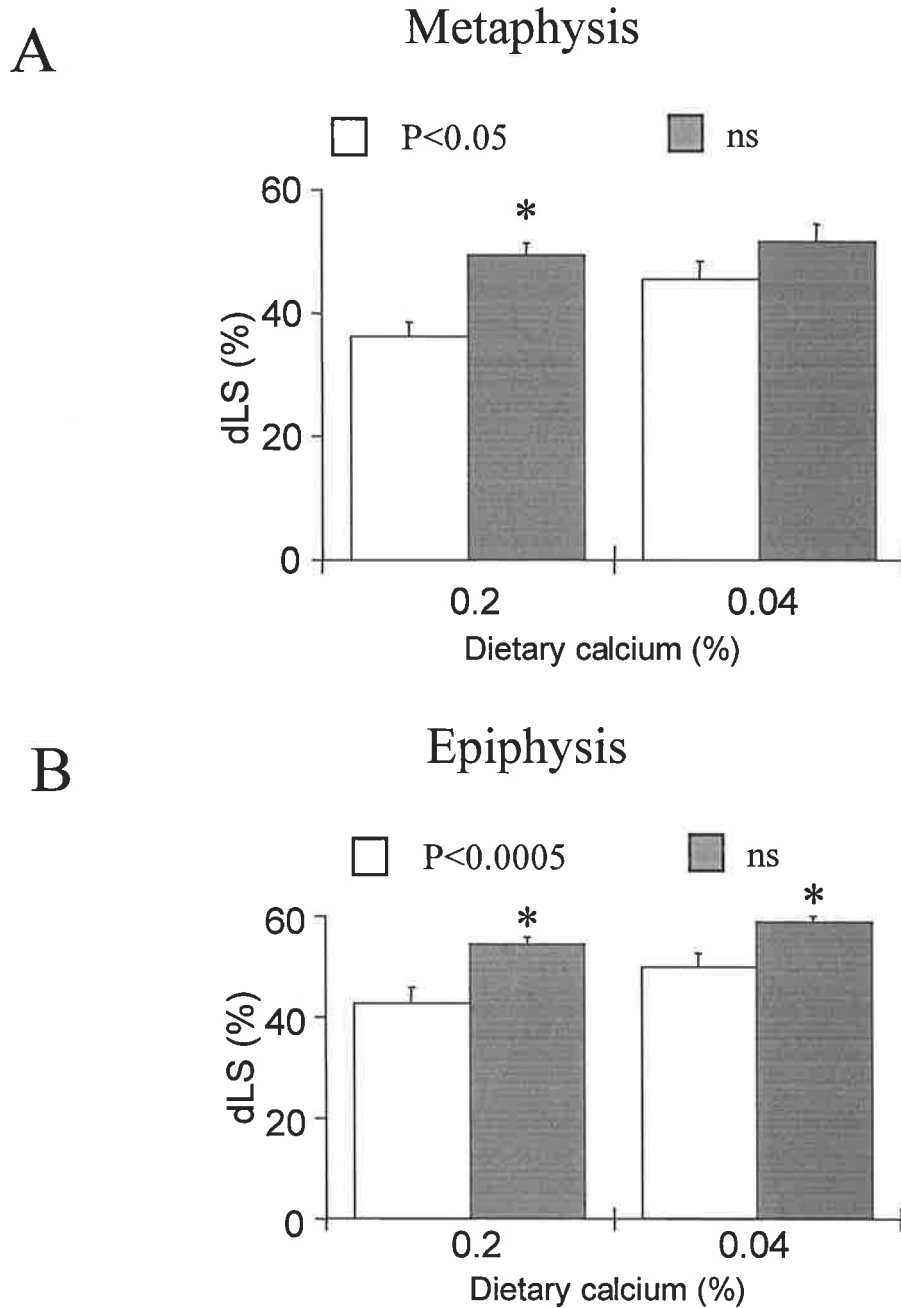 A
Metaphysis
P<0.05
ns
60
*
40
20
0
dLS (%)
0.2
0.04
Dietary calcium (%)
B
Epiphysis
P<0.0005
ns
60
*
*
40
20
0
dLS (%)
0.2
0.04
Dietary calcium (%)